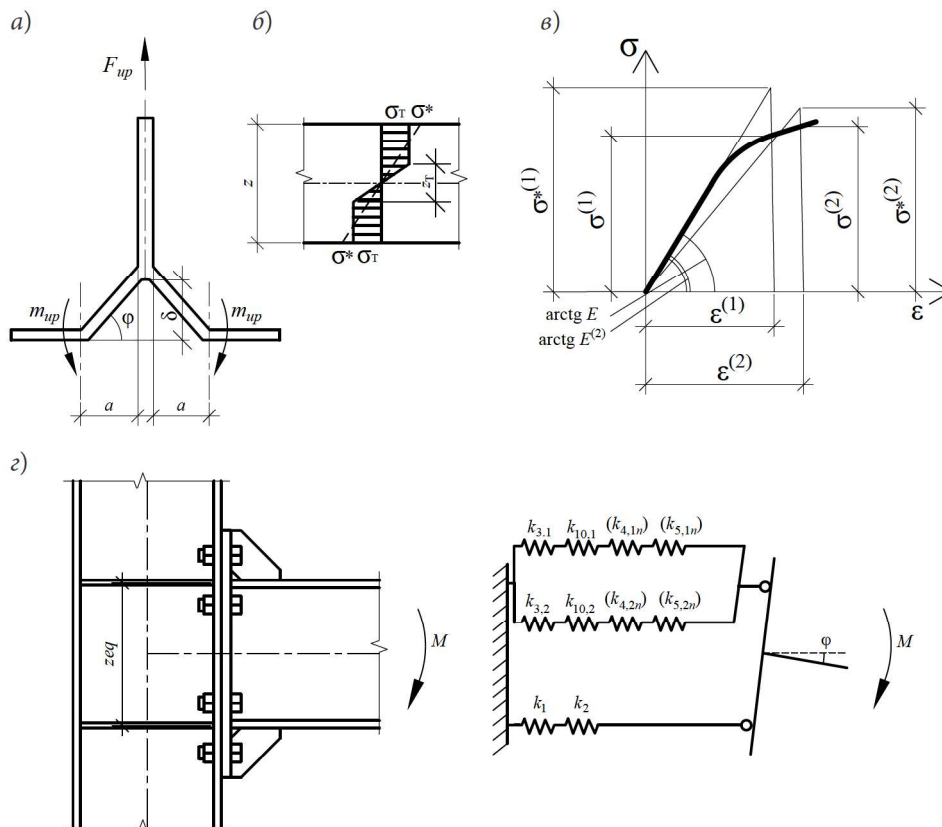 а)
F_up
m_up
φ
δ
m_up
a
a
б)
σт σ*
z
zт
σ* σт
в)
σ
σ*(1)
σ(1)
σ(2)
σ*(2)
arctg E
arctg E(2)
ε(1)
ε(2)
ε
г)
zeq
M
k3,1 k10,1 (k4,1n) (k5,1n)
k3,2 k10,2 (k4,2n) (k5,2n)
φ
M
k1 k2